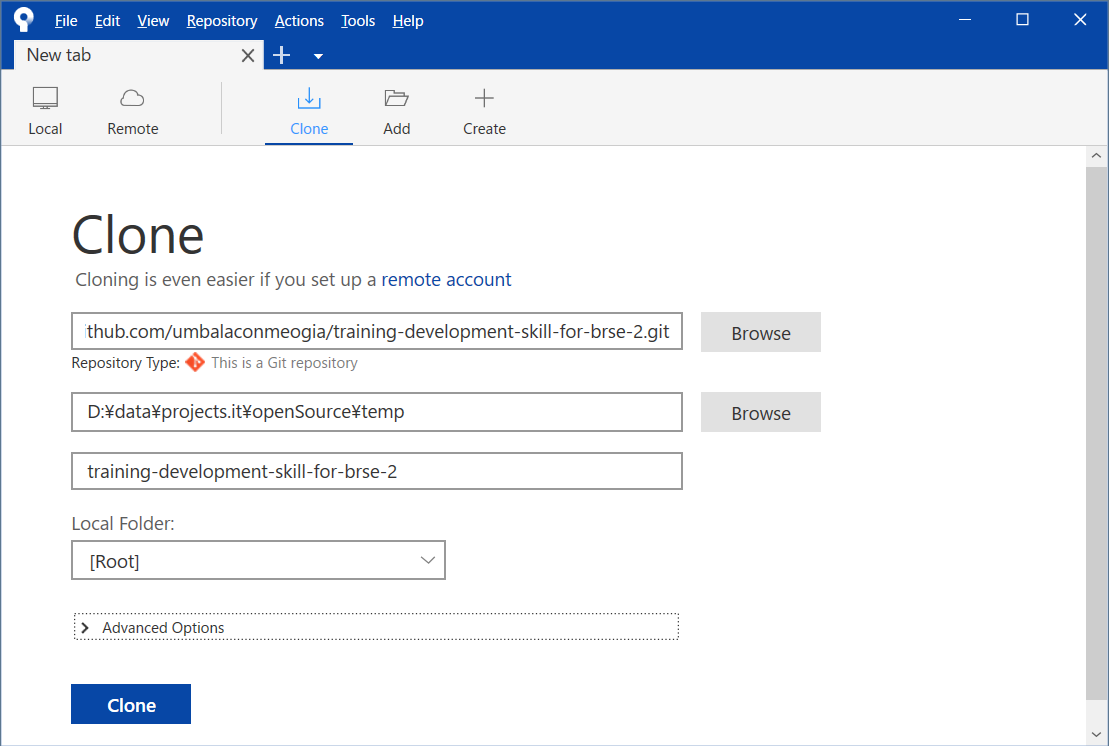 File Edit View Repository Actions Tools Help
New tab
Local Remote Clone Add Create
Clone
Cloning is even easier if you set up a remote account
thub.com/umbalaconmeogia/training-development-skill-for-brse-2.git Browse
Repository Type: This is a Git repository
D:¥data¥projects.it¥openSource¥temp Browse
training-development-skill-for-brse-2
Local Folder:
[Root]
Advanced Options
Clone